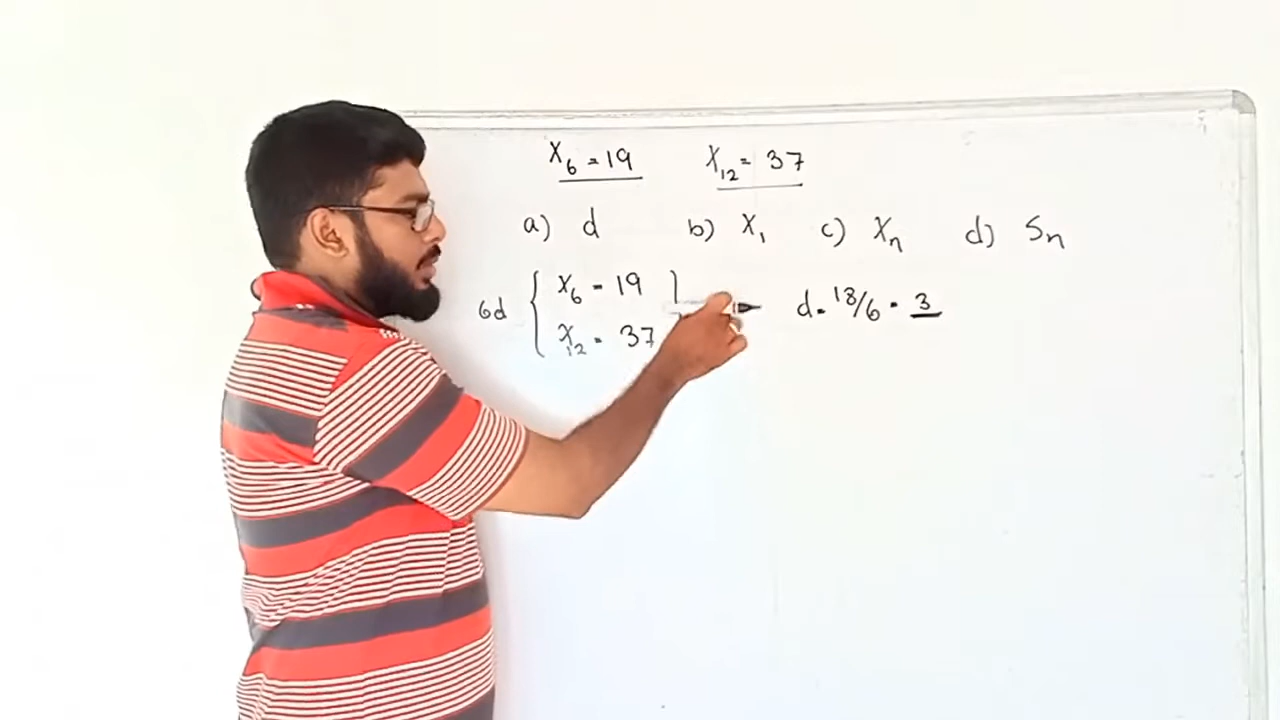 X₆ = 19 X₁₂ = 37
a) d b) X₁ c) Xₙ d) Sₙ
6d { X₆ = 19 }
X₁₂ = 37
d = 18/6 = 3